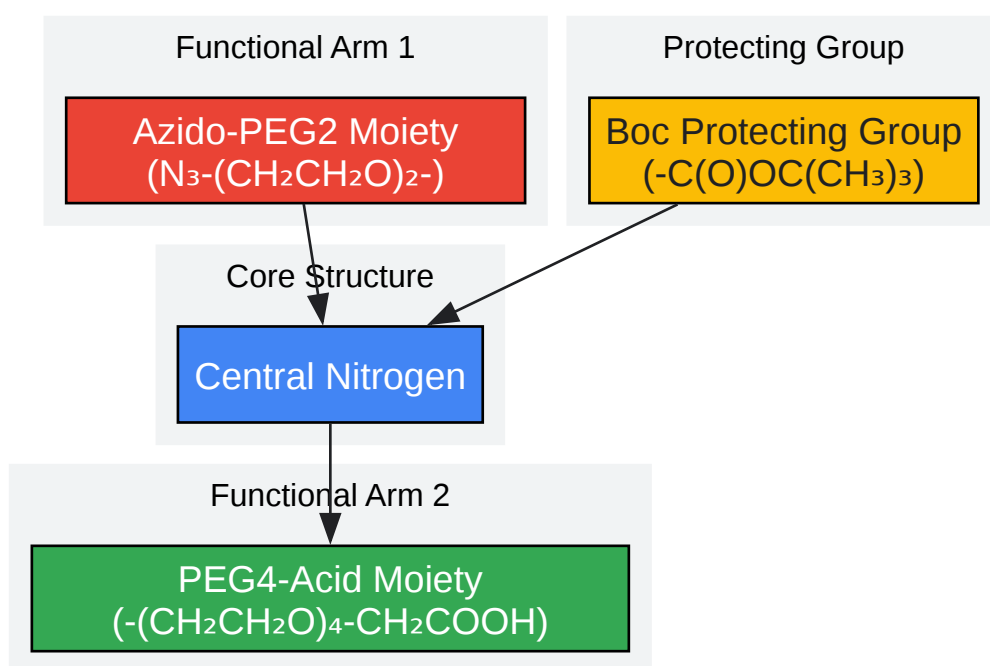 Functional Arm 1
Azido-PEG2 Moiety
(N₃-(CH₂CH₂O)₂-)
Protecting Group
Boc Protecting Group
(-C(O)OC(CH₃)₃)
Core Structure
Central Nitrogen
Functional Arm 2
PEG4-Acid Moiety
(-(CH₂CH₂O)₄-CH₂COOH)